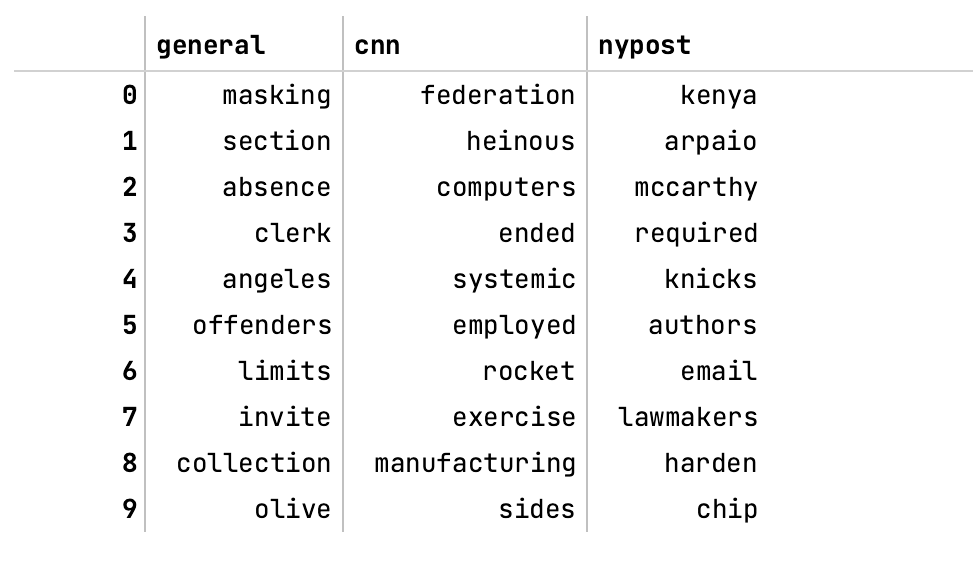 general cnn nypost
0 masking federation kenya
1 section heinous arpaio
2 absence computers mccarthy
3 clerk ended required
4 angeles systemic knicks
5 offenders employed authors
6 limits rocket email
7 invite exercise lawmakers
8 collection manufacturing harden
9 olive sides chip